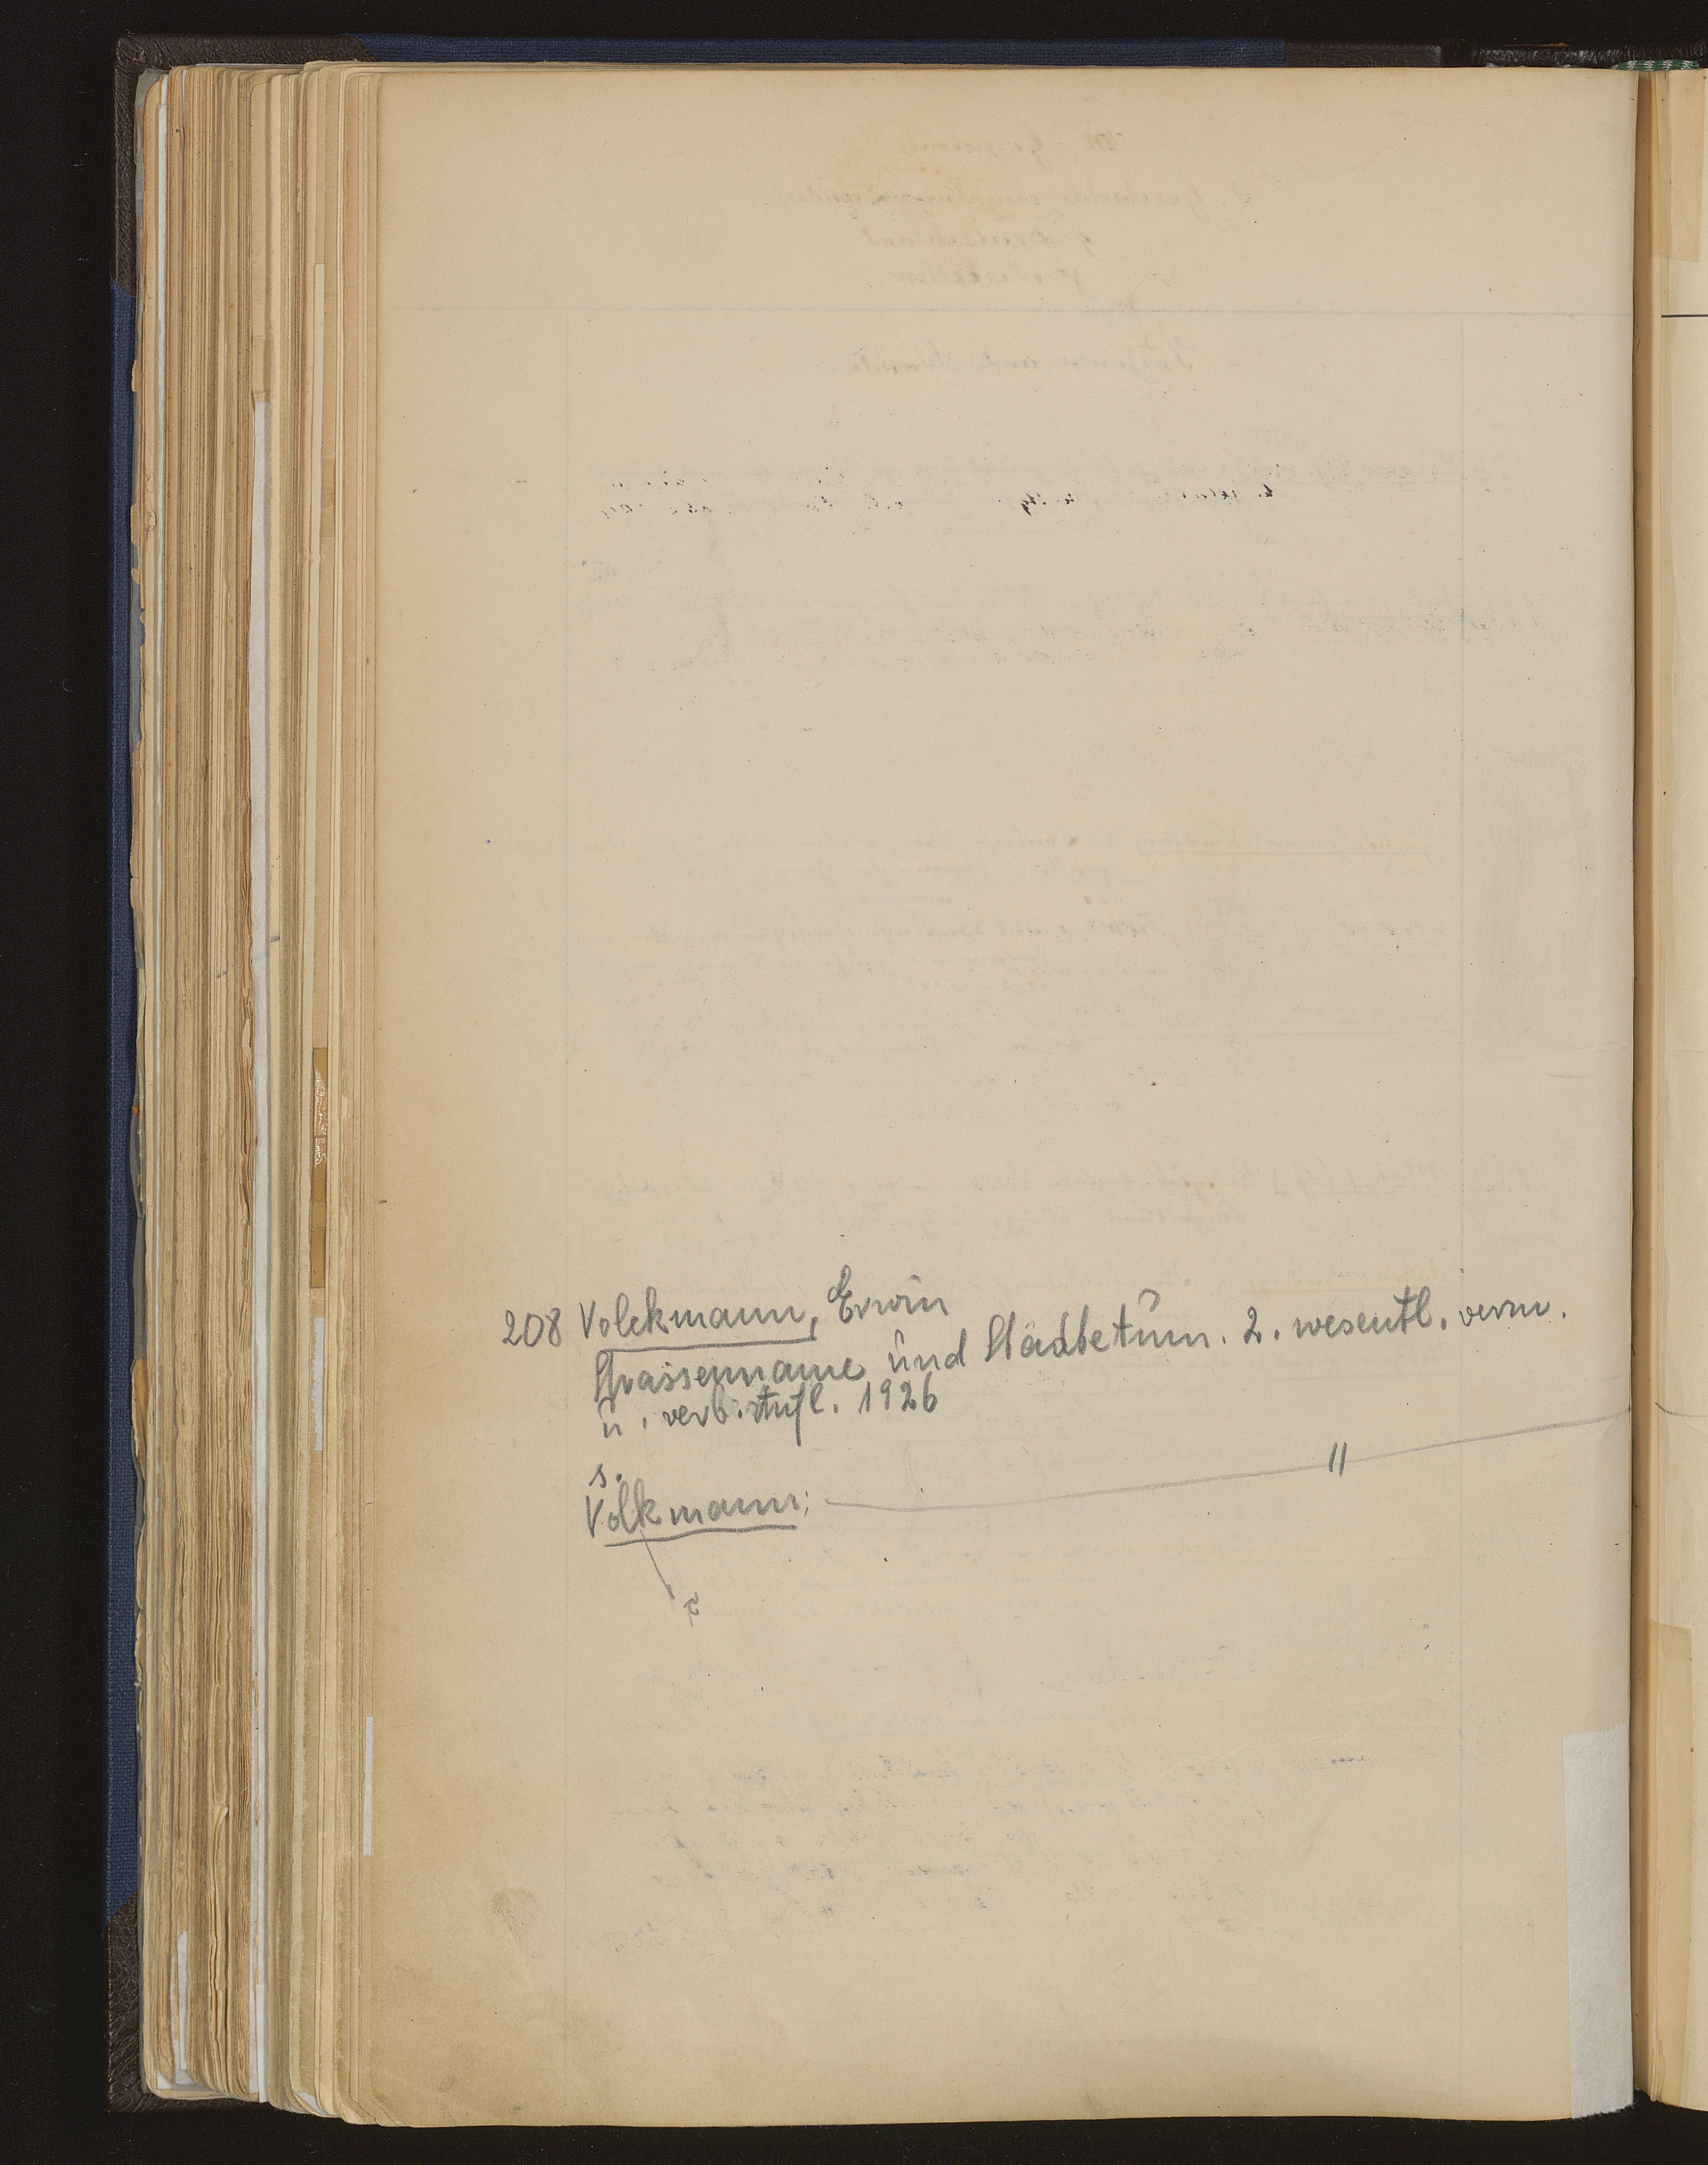 208 Volckmann, Erwin
Strassenname und Städtetum. 2. wesentl. verm.
u. verb. Aufl. 1926
s.
Volkmann: "